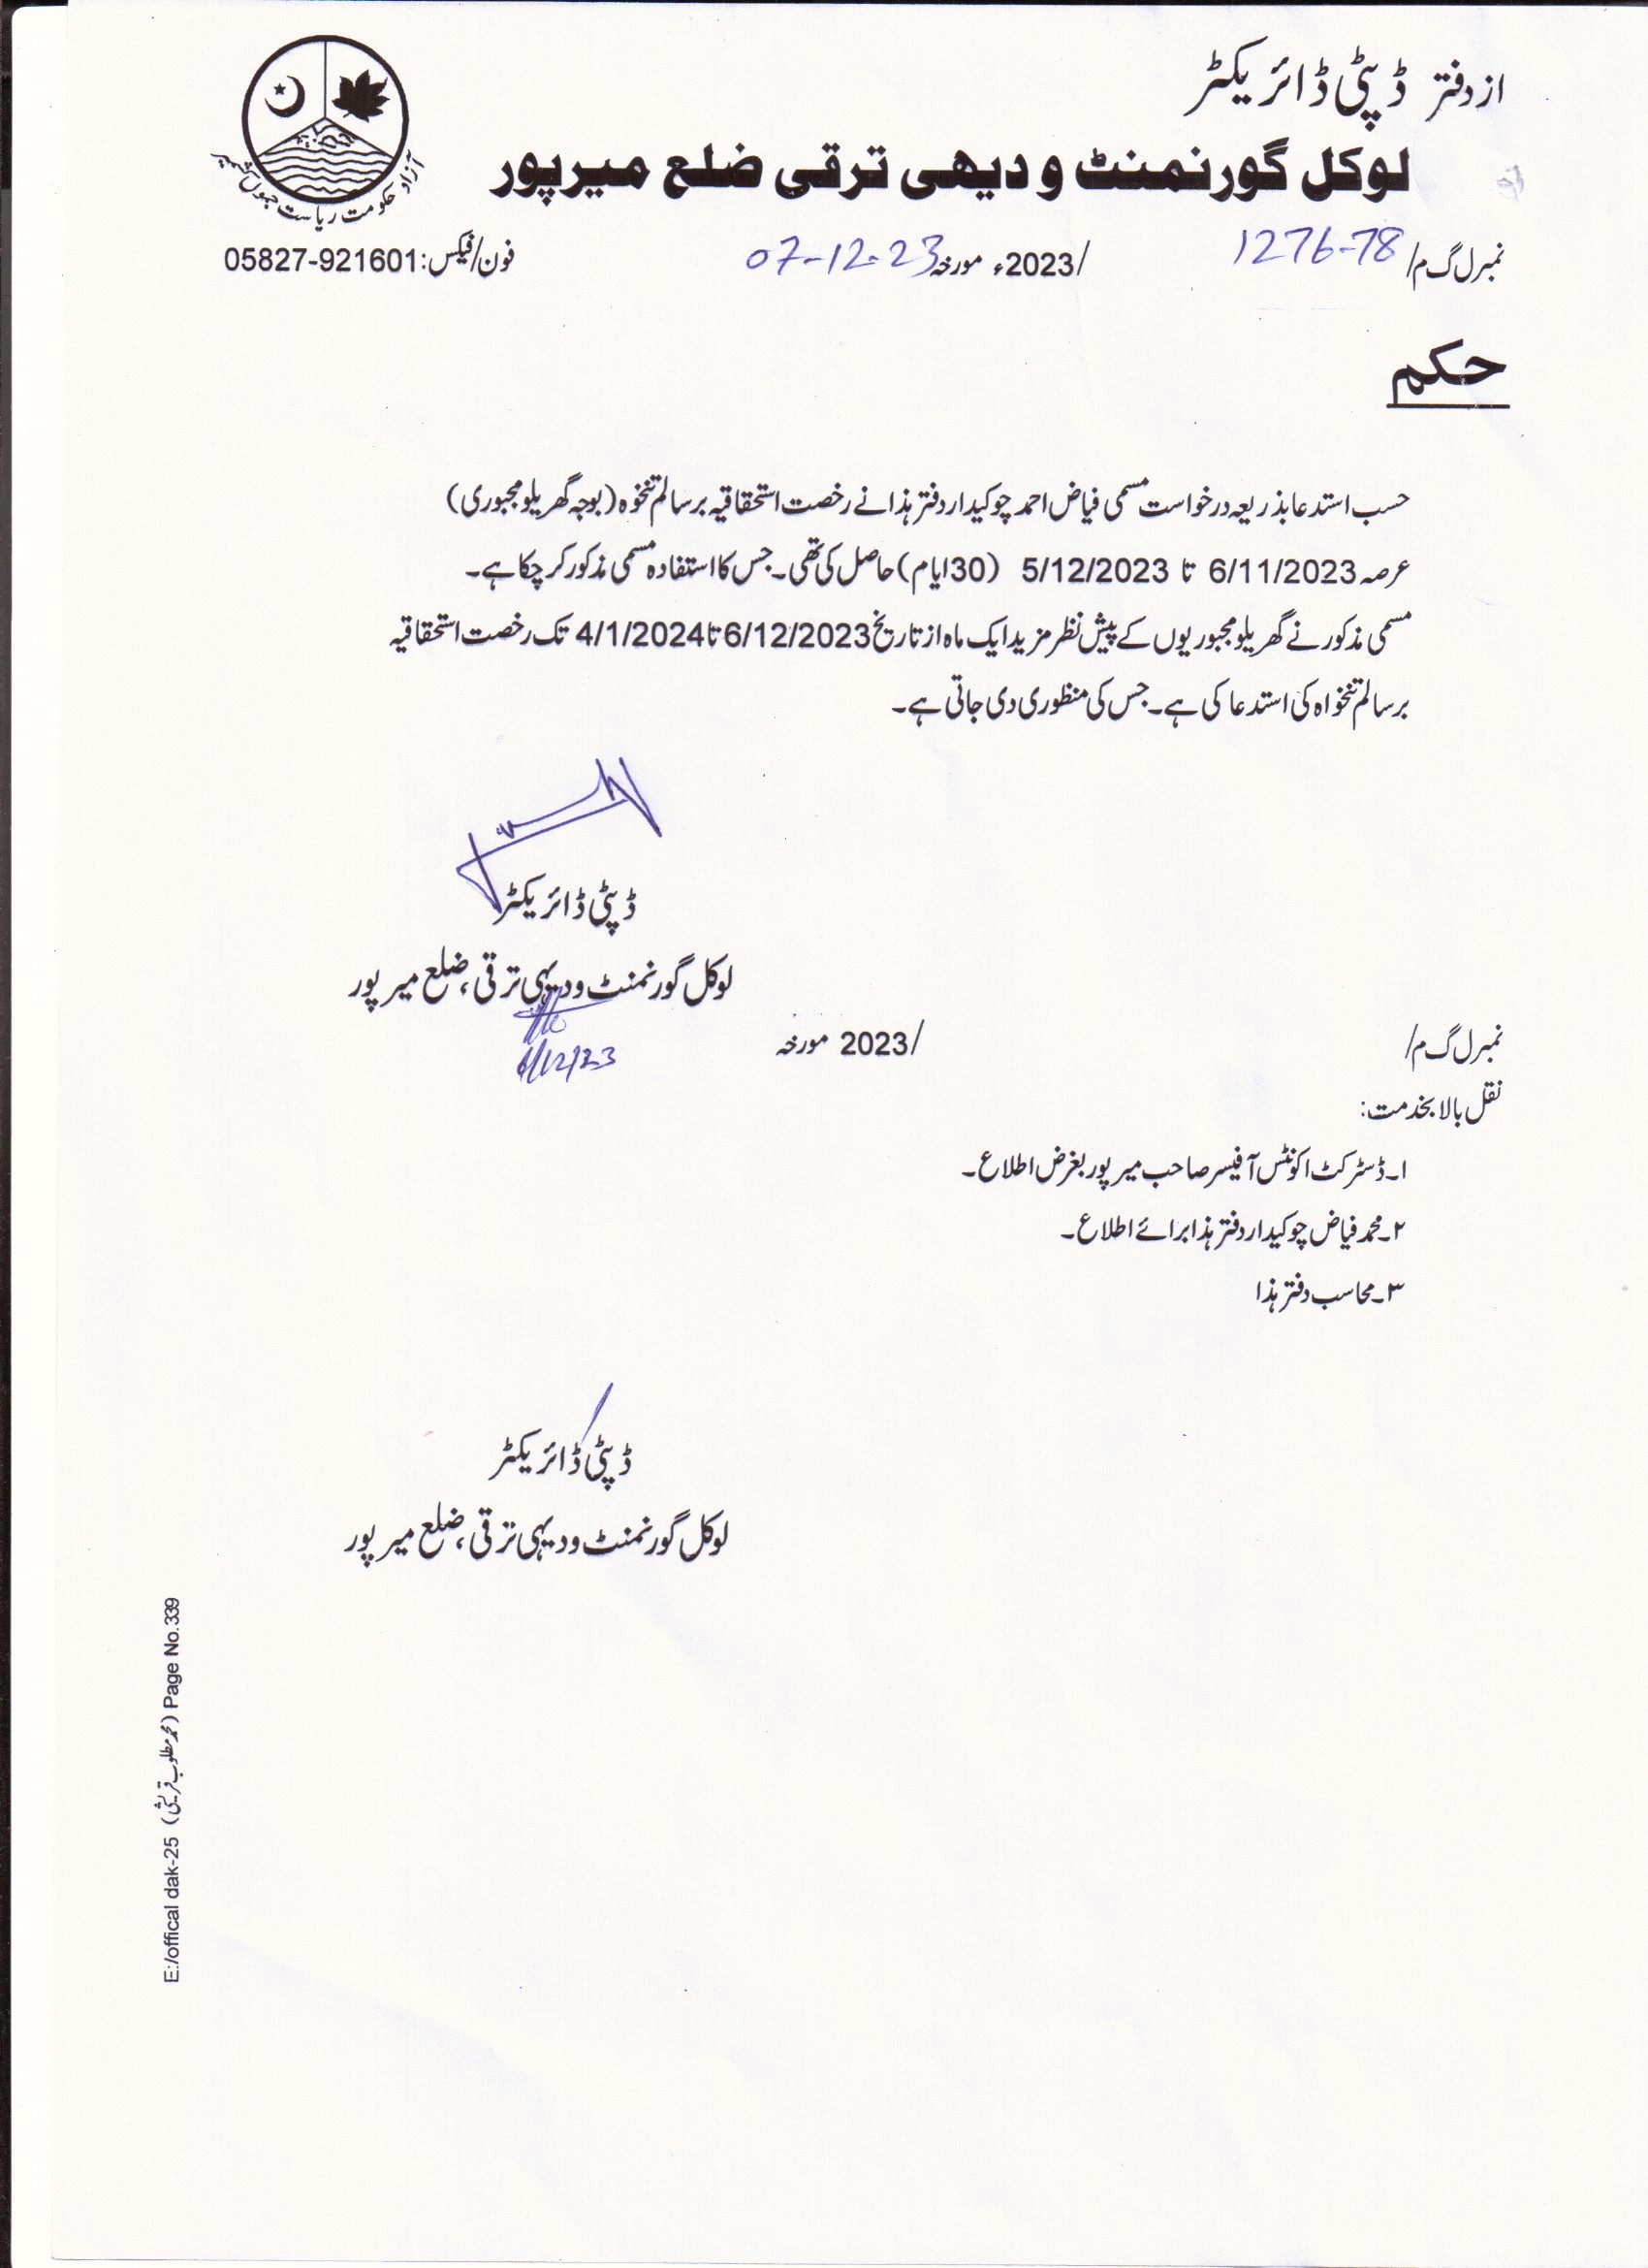 از دفتر ڈپٹی ڈائریکٹر
لوکل گورنمنٹ و دیھی ترقی ضلع میرپور
آزاد حکومت ریاست جموں کشمیر
نمبر ل گ م/ 1276-78 /2023ء مورخہ 07-12-23 فون/فیکس:05827-921601
حکم
حسب استدعا بذریعہ درخواست مسمی فیاض احمد چوکیدار دفتر ہذا نے رخصت استحقاقیہ برسالم تنخوہ (بوجہ گھریلو مجبوری)
عرصہ 6/11/2023 تا 5/12/2023 (30 ایام) حاصل کی تھی۔ جس کا استفادہ مسمی مذکور کر چکا ہے۔
مسمی مذکور نے گھریلو مجبوریوں کے پیش نظر مزید ایک ماہ از تاریخ 6/12/2023 تا 4/1/2024 تک رخصت استحقاقیہ
برسالم تنخواہ کی استدعا کی ہے۔ جس کی منظوری دی جاتی ہے۔
ڈپٹی ڈائریکٹر
لوکل گورنمنٹ و دیہی ترقی، ضلع میرپور
6/12/23
نمبر ل گ م/ /2023 مورخہ
نقل بالا بخدمت:
۱۔ ڈسٹرکٹ اکونٹس آفیسر صاحب میرپور بغرض اطلاع۔
۲۔ محمد فیاض چوکیدار دفتر ہذا برائے اطلاع۔
۳۔ محاسب دفتر ہذا
ڈپٹی ڈائریکٹر
لوکل گورنمنٹ و دیہی ترقی، ضلع میرپور
E:/offical dak-25 (محمد مطلوب قریشی) Page No.339